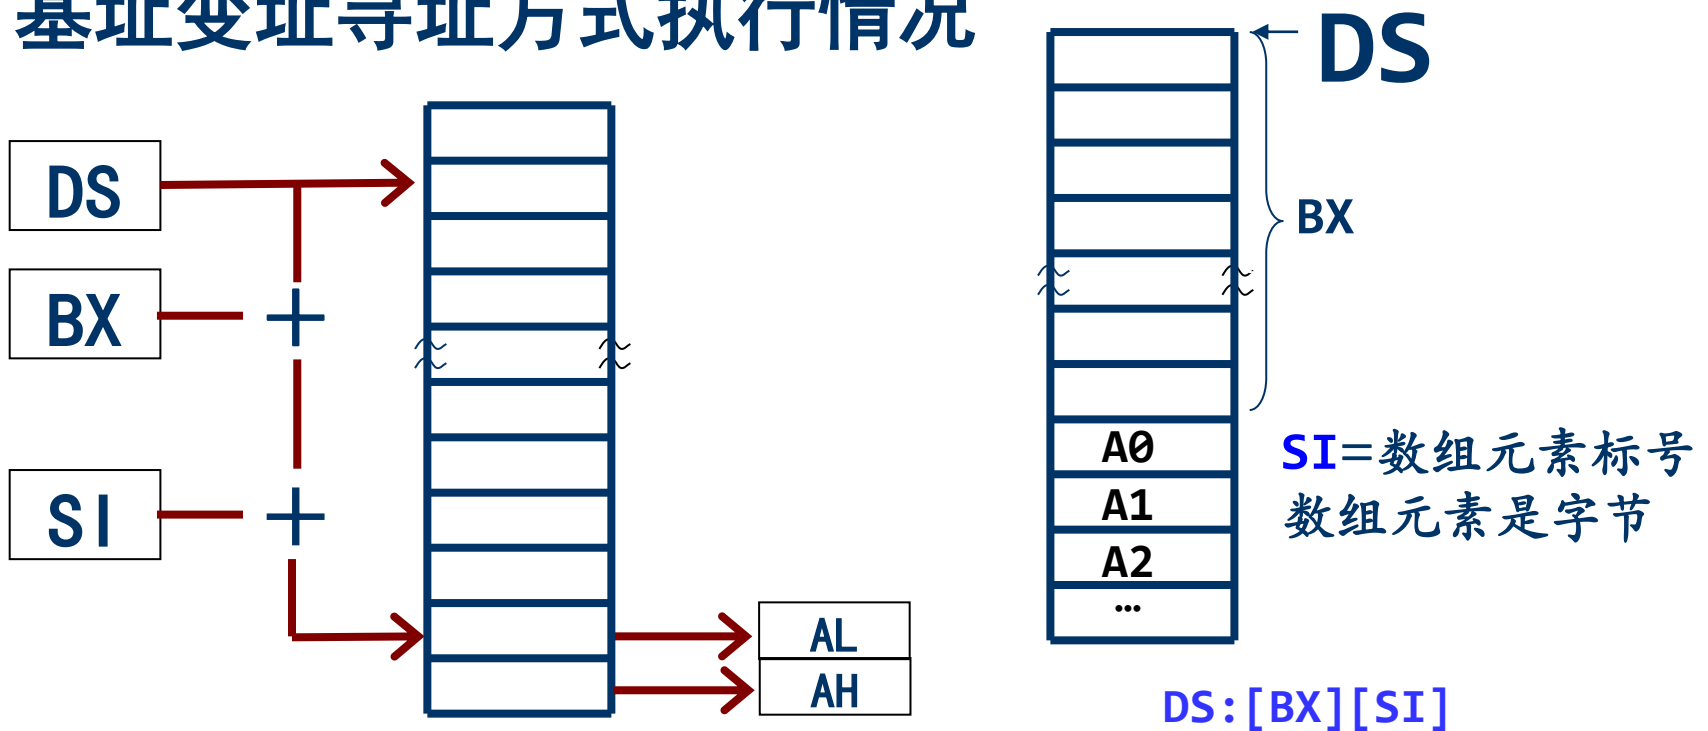 基址变址寻址方式执行情况
DS
BX
SI
AL
AH
DS
BX
A0
A1
A2
…
SI=数组元素标号
数组元素是字节
DS:[BX][SI]